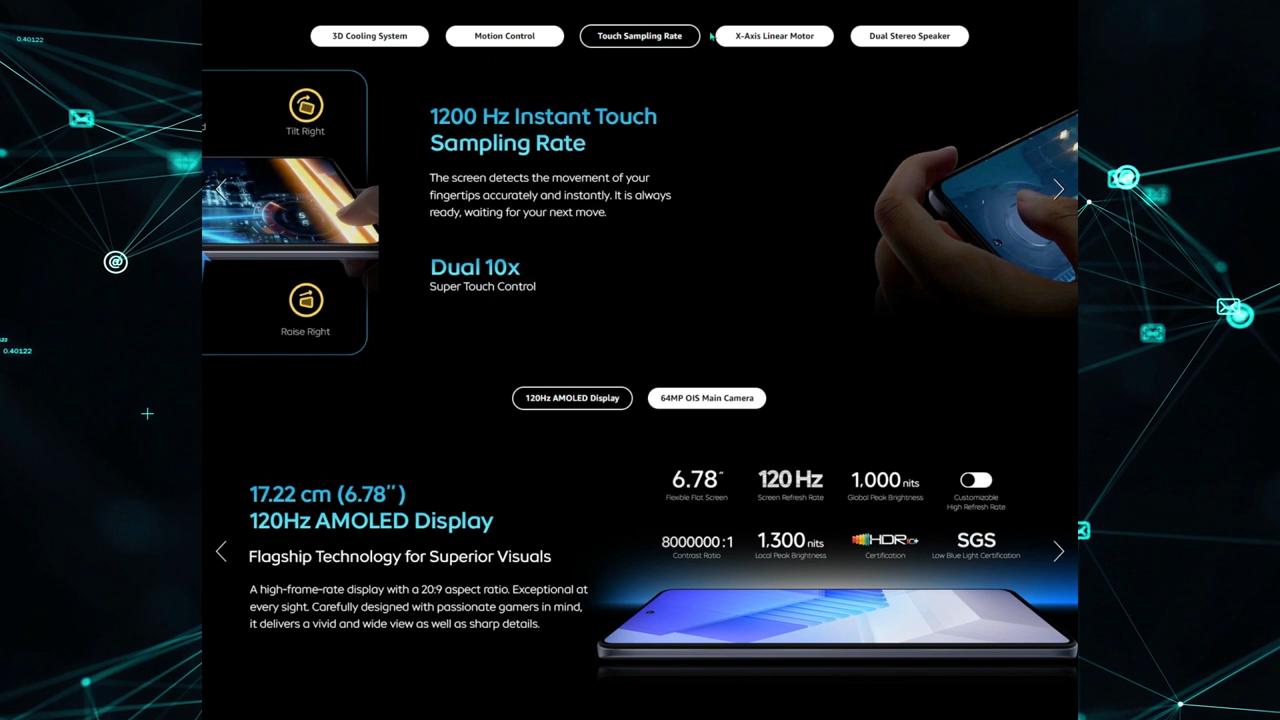 3D Cooling System
Motion Control
Touch Sampling Rate
X-Axis Linear Motor
Dual Stereo Speaker
0.40122
Tilt Right
d
1200 Hz Instant Touch
Sampling Rate
The screen detects the movement of your
fingertips accurately and instantly. It is always
ready, waiting for your next move.
Dual 10x
Super Touch Control
Raise Right
@
0.40122
120Hz AMOLED Display
64MP OIS Main Camera
17.22 cm (6.78″)
120Hz AMOLED Display
Flagship Technology for Superior Visuals
A high-frame-rate display with a 20:9 aspect ratio. Exceptional at
every sight. Carefully designed with passionate gamers in mind,
it delivers a vivid and wide view as well as sharp details.
6.78″
Flexible Flat Screen
120 Hz
Screen Refresh Rate
1,000 nits
Global Peak Brightness
Customizable
High Refresh Rate
8000000:1
Contrast Ratio
1,300 nits
Local Peak Brightness
HDR10+
Certification
SGS
Low Blue Light Certification